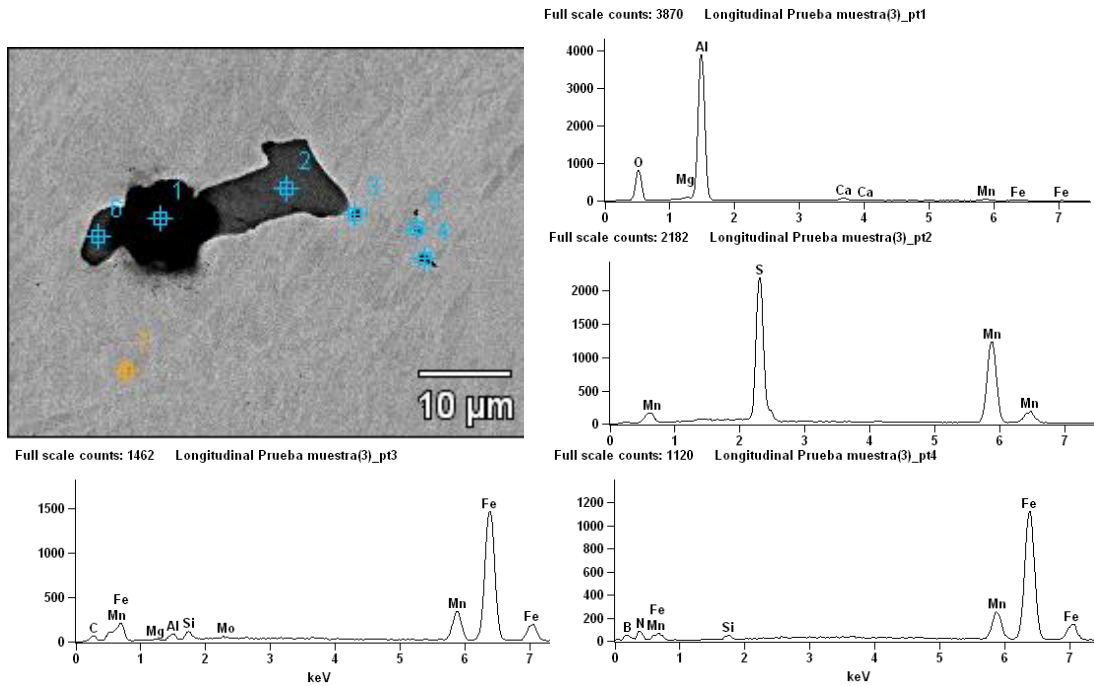 Full scale counts: 3870 Longitudinal Prueba muestra(3)_pt1
4000
3000
2000
1000
0
O
Mg
Al
Ca
Ca
Mn
Fe
Fe
0 1 2 3 4 5 6 7
1
2
4
10 µm
Full scale counts: 2182 Longitudinal Prueba muestra(3)_pt2
2000
1500
1000
500
0
Mn
S
Mn
Mn
0 1 2 3 4 5 6 7
Full scale counts: 1462 Longitudinal Prueba muestra(3)_pt3
1500
1000
500
0
C
Fe
Mn
Mg
Al
Si
Mo
Mn
Fe
Fe
0 1 2 3 4 5 6 7
keV
Full scale counts: 1120 Longitudinal Prueba muestra(3)_pt4
1200
1000
800
600
400
200
0
B
N
Fe
Mn
Si
Mn
Fe
Fe
0 1 2 3 4 5 6 7
keV